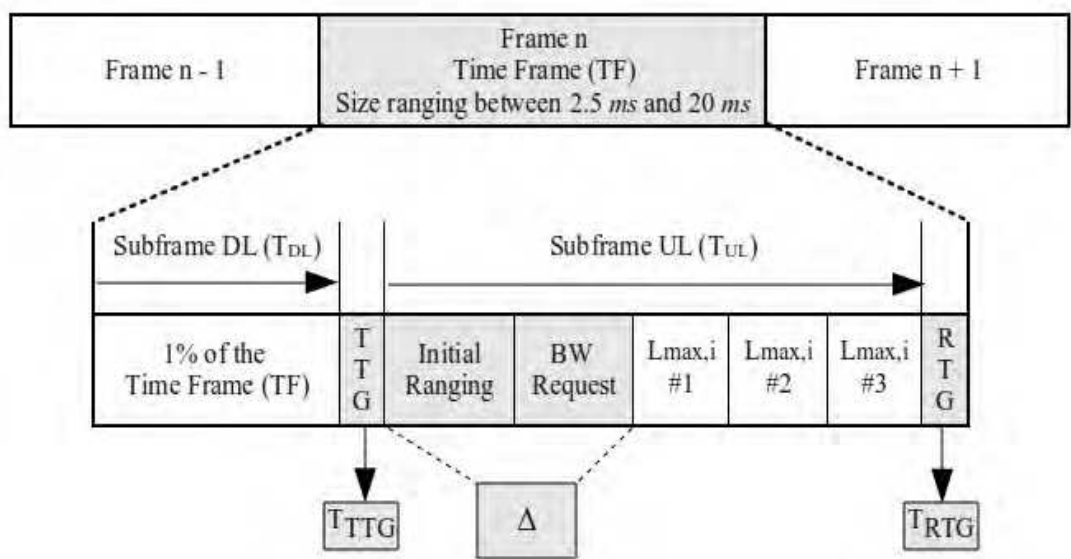 Frame n - 1
Frame n
Time Frame (TF)
Size ranging between 2.5 ms and 20 ms
Frame n + 1
Subframe DL (TDL)
Subframe UL (TUL)
1% of the
Time Frame (TF)
TTG
Initial
Ranging
BW
Request
Lmax,i
#1
Lmax,i
#2
Lmax,i
#3
RTG
TTTG
Δ
TRTG